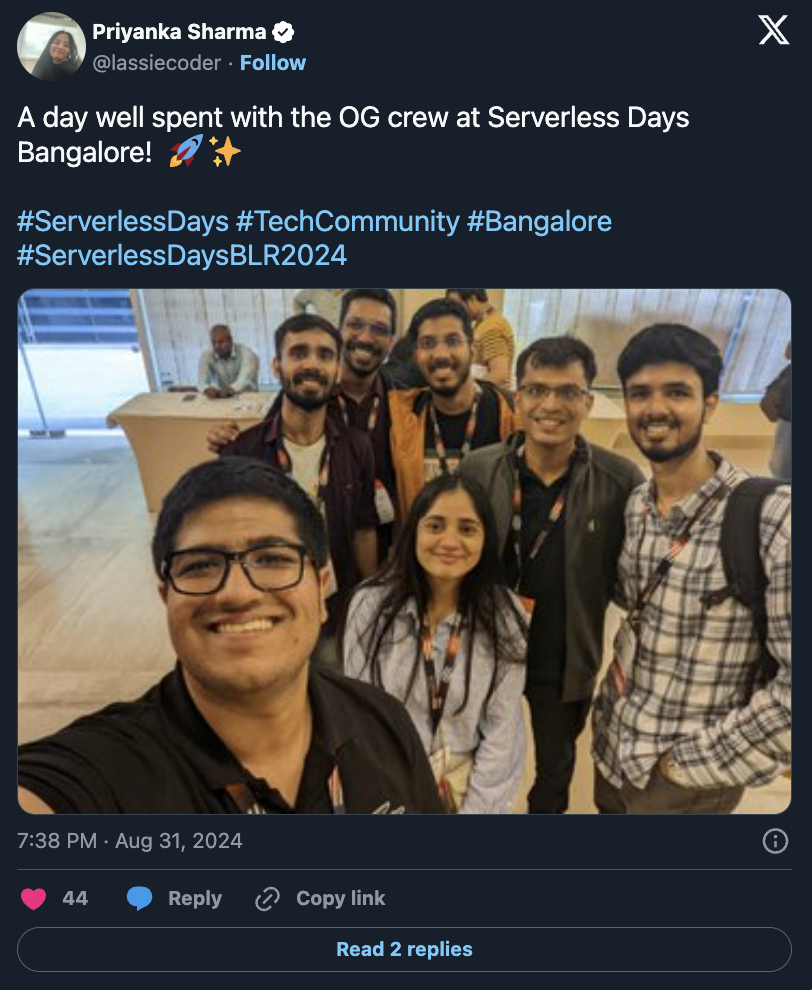 Priyanka Sharma
@lassiecoder · Follow
A day well spent with the OG crew at Serverless Days
Bangalore! 🚀✨
#ServerlessDays #TechCommunity #Bangalore
#ServerlessDaysBLR2024
7:38 PM · Aug 31, 2024
44 Reply Copy link
Read 2 replies